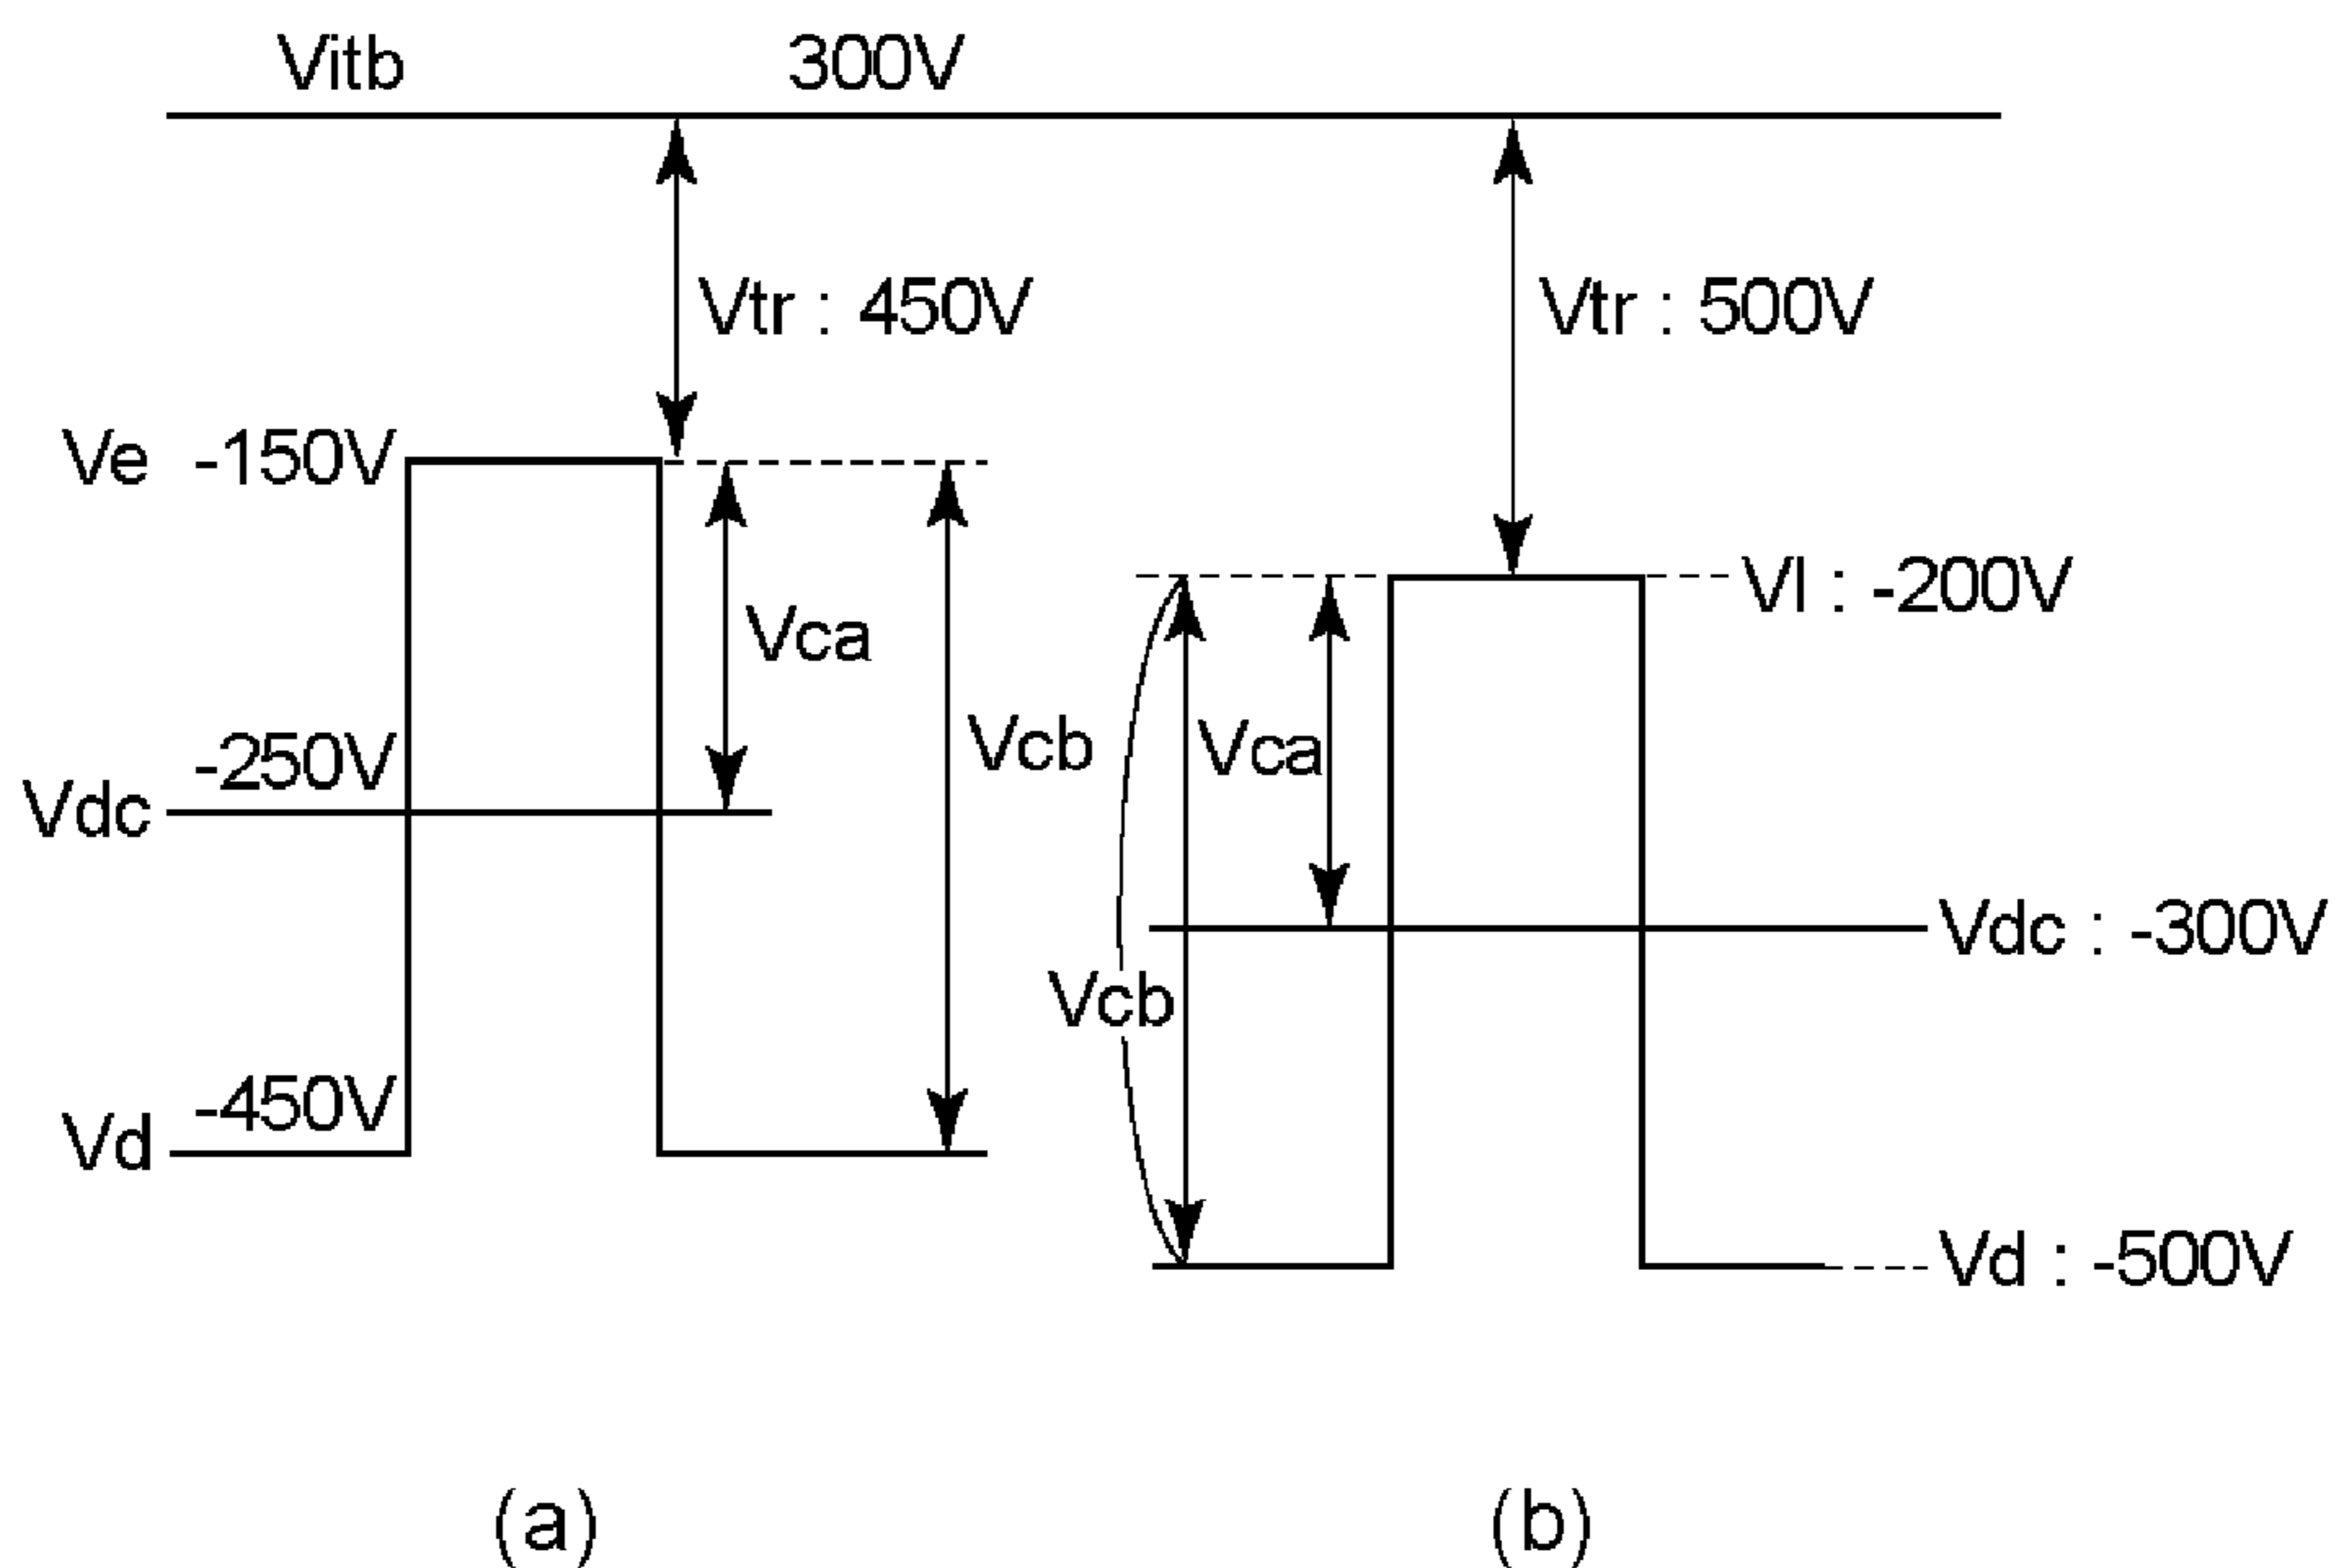 Vitb 300V
Vtr : 450V
Vtr : 500V
Ve -150V
Vl : -200V
Vca
Vcb
Vca
-250V
Vdc
Vdc : -300V
Vcb
-450V
Vd
Vd : -500V
(a)
(b)